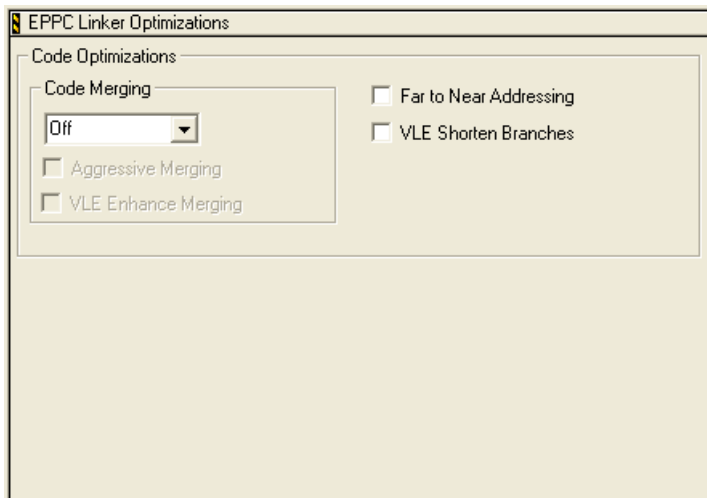 EPPC Linker Optimizations
Code Optimizations
Code Merging
Off
Aggressive Merging
VLE Enhance Merging
Far to Near Addressing
VLE Shorten Branches